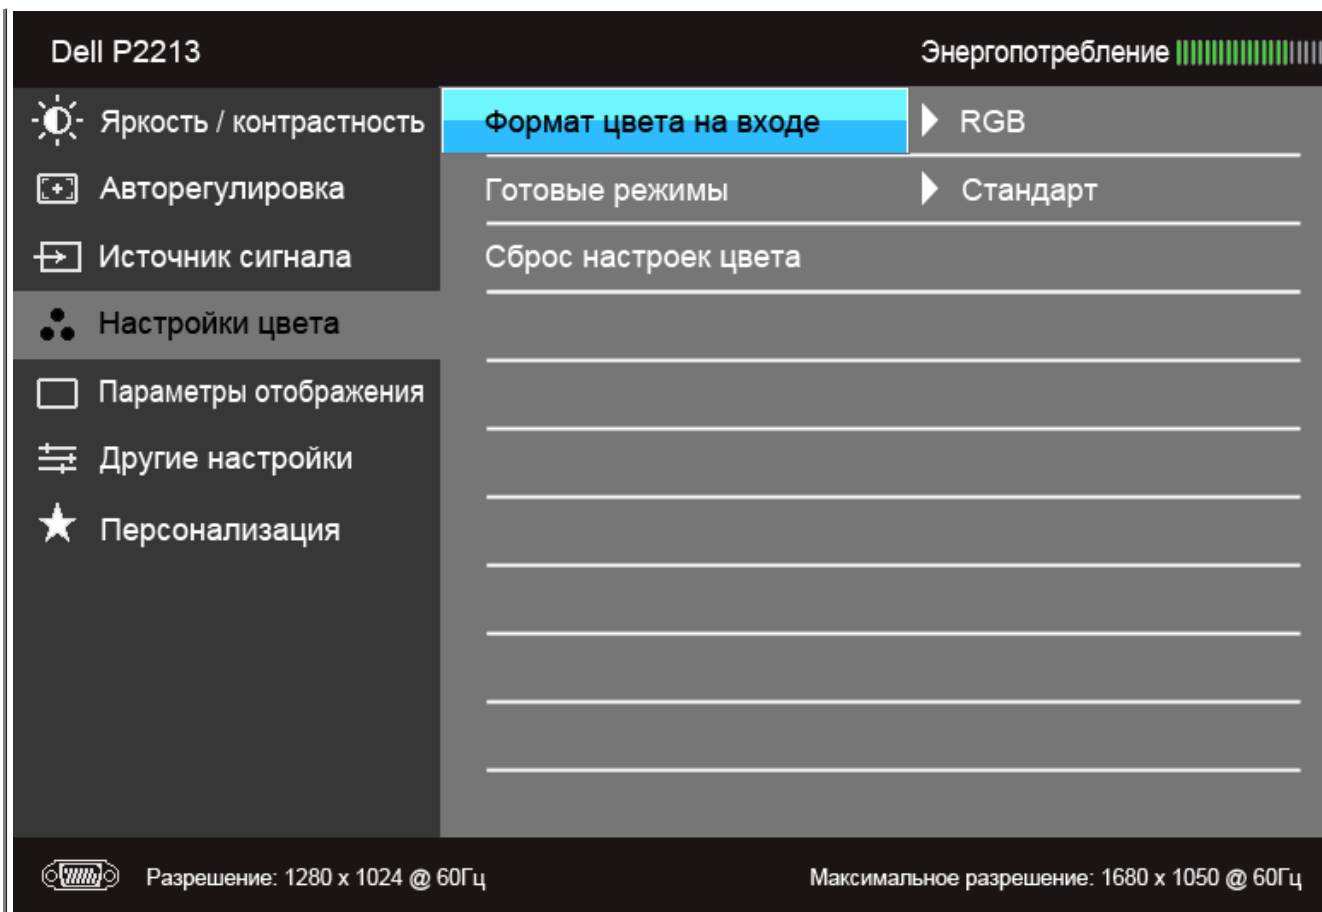 Dell P2213
Энергопотребление
Яркость / контрастность
Формат цвета на входе
RGB
Авторегулировка
Готовые режимы
Стандарт
Источник сигнала
Сброс настроек цвета
Настройки цвета
Параметры отображения
Другие настройки
Персонализация
Разрешение: 1280 x 1024 @ 60Гц
Максимальное разрешение: 1680 x 1050 @ 60Гц